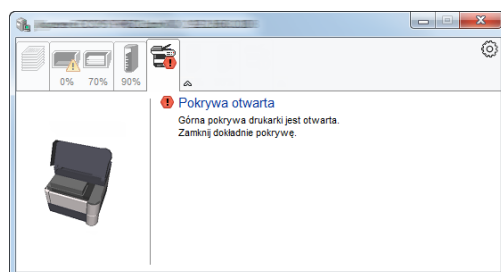 0% 70% 90%
Pokrywa otwarta
Górna pokrywa drukarki jest otwarta.
Zamknij dokładnie pokrywę.